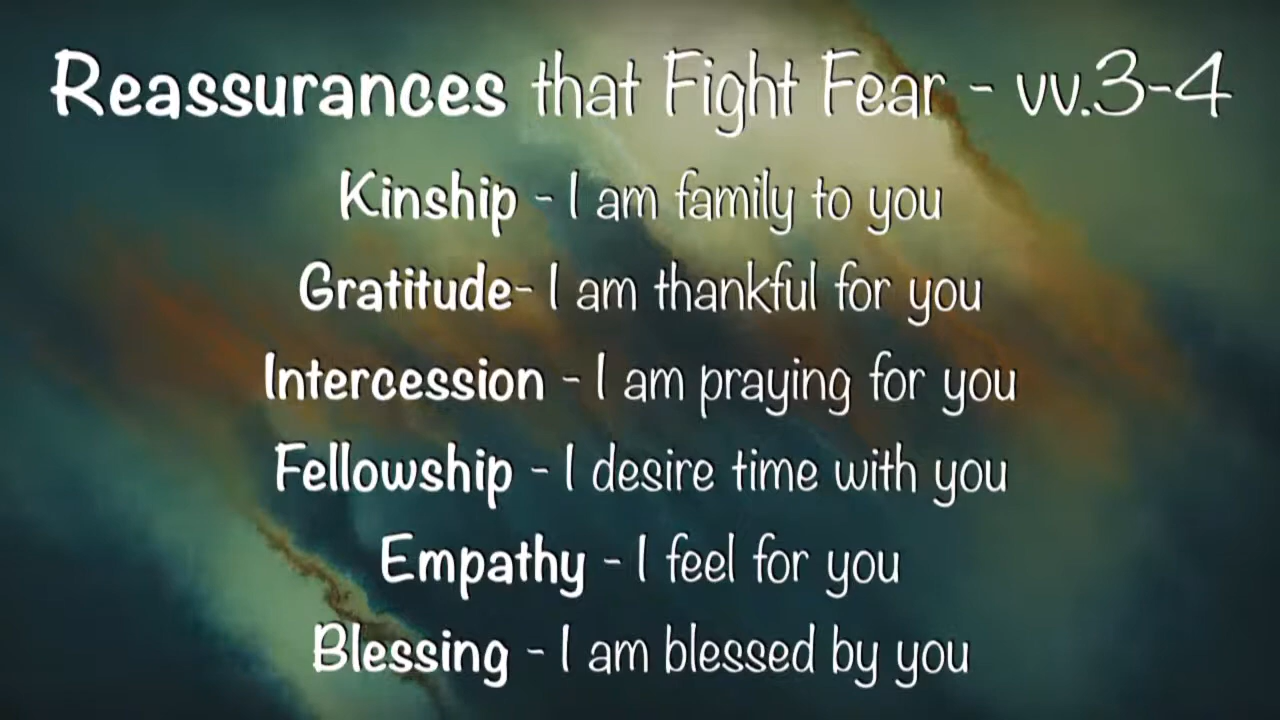 Reassurances that Fight Fear - vv.3-4
Kinship - I am family to you
Gratitude- I am thankful for you
Intercession - I am praying for you
Fellowship - I desire time with you
Empathy - I feel for you
Blessing - I am blessed by you